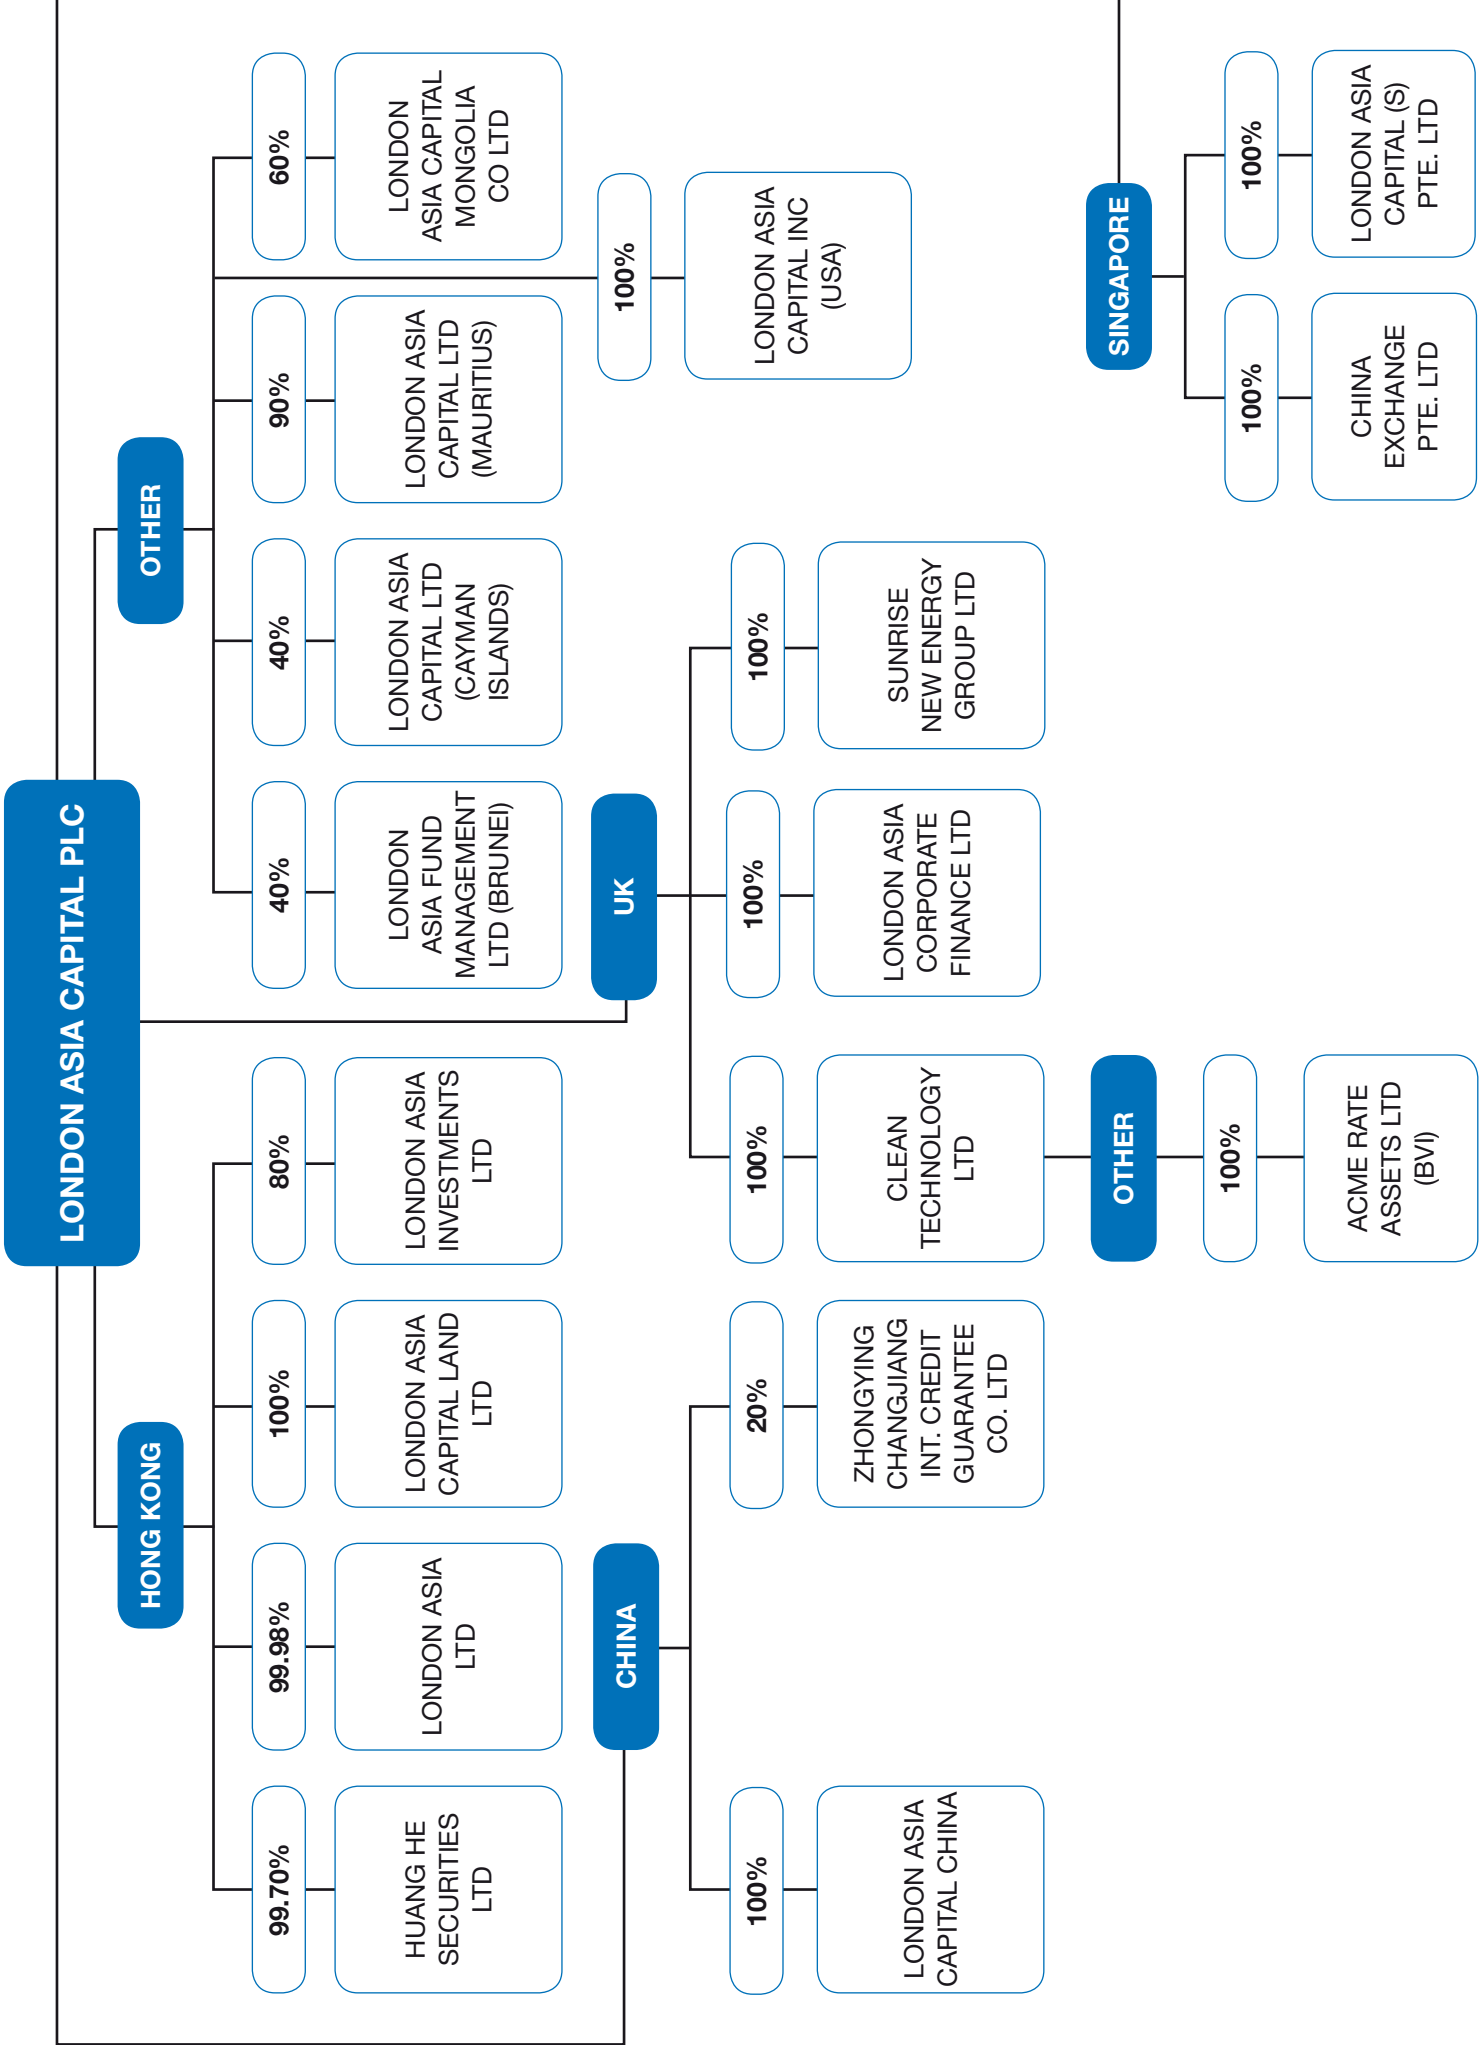 LONDON ASIA CAPITAL PLC
HONG KONG
99.70%
HUANG HE
SECURITIES
LTD
99.98%
LONDON ASIA
LTD
100%
LONDON ASIA
CAPITAL LAND
LTD
80%
LONDON ASIA
INVESTMENTS
LTD
OTHER
40%
LONDON
ASIA FUND
MANAGEMENT
LTD (BRUNEI)
40%
LONDON ASIA
CAPITAL LTD
(CAYMAN
ISLANDS)
90%
LONDON ASIA
CAPITAL LTD
(MAURITIUS)
60%
LONDON
ASIA CAPITAL
MONGOLIA
CO LTD
100%
LONDON ASIA
CAPITAL INC
(USA)
CHINA
100%
LONDON ASIA
CAPITAL CHINA
20%
ZHONGYING
CHANGJIANG
INT. CREDIT
GUARANTEE
CO. LTD
UK
100%
CLEAN
TECHNOLOGY
LTD
100%
LONDON ASIA
CORPORATE
FINANCE LTD
100%
SUNRISE
NEW ENERGY
GROUP LTD
OTHER
100%
ACME RATE
ASSETS LTD
(BVI)
SINGAPORE
100%
CHINA
EXCHANGE
PTE. LTD
100%
LONDON ASIA
CAPITAL (S)
PTE. LTD